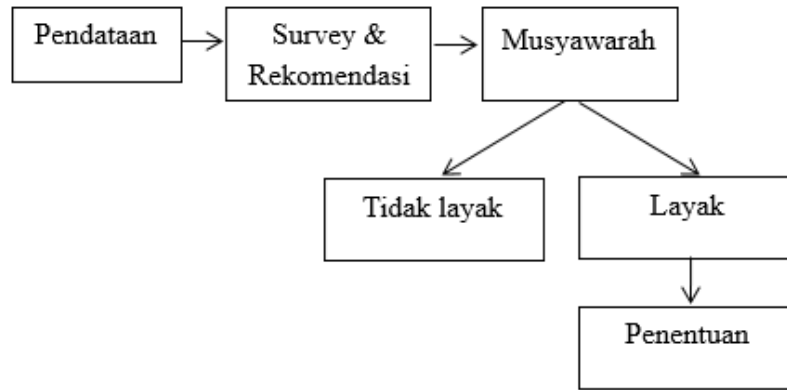 Pendataan
Survey &
Rekomendasi
Musyawarah
Tidak layak
Layak
Penentuan